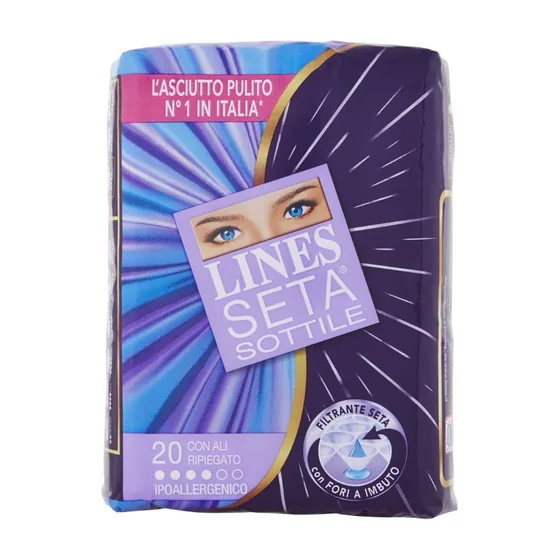 L'ASCIUTTO PULITO
N°1 IN ITALIA*
LINES
SETA®
SOTTILE
20 CON ALI
RIPIEGATO
IPOALLERGENICO
FILTRANTE SETA
con FORI A IMBUTO